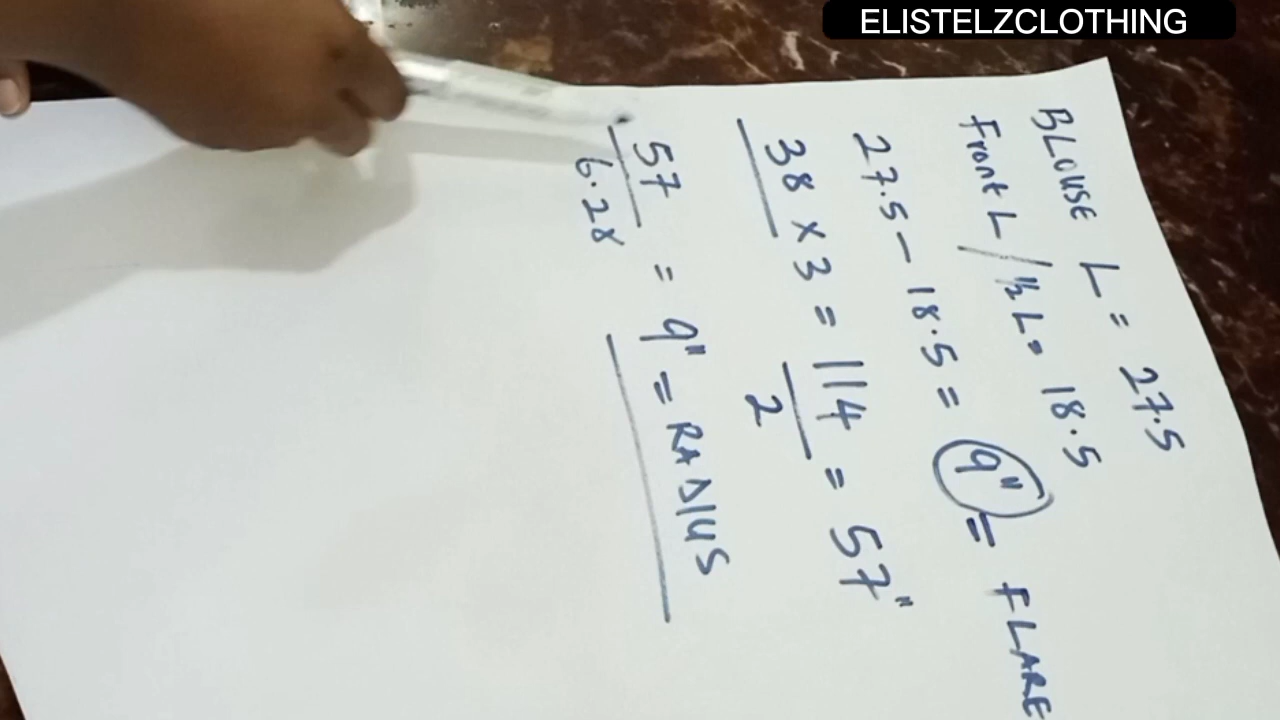 ELISTELZCLOTHING
BLOUSE L = 27.5
Front L / ½ L = 18.5
27.5 - 18.5 = 9" = FLARE
38 x 3 = 114 = 57"
2
57 = 9" = RADIUS
6.28